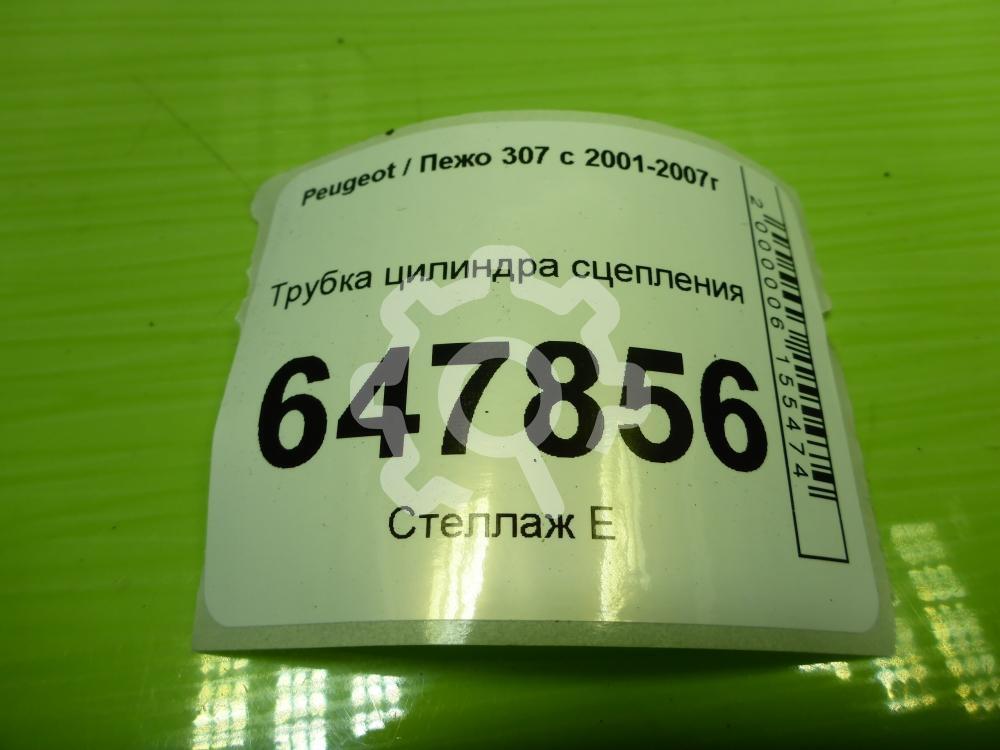 Peugeot / Пежо 307 с 2001-2007г
Трубка цилиндра сцепления
647856
Стеллаж Е
2000006155474